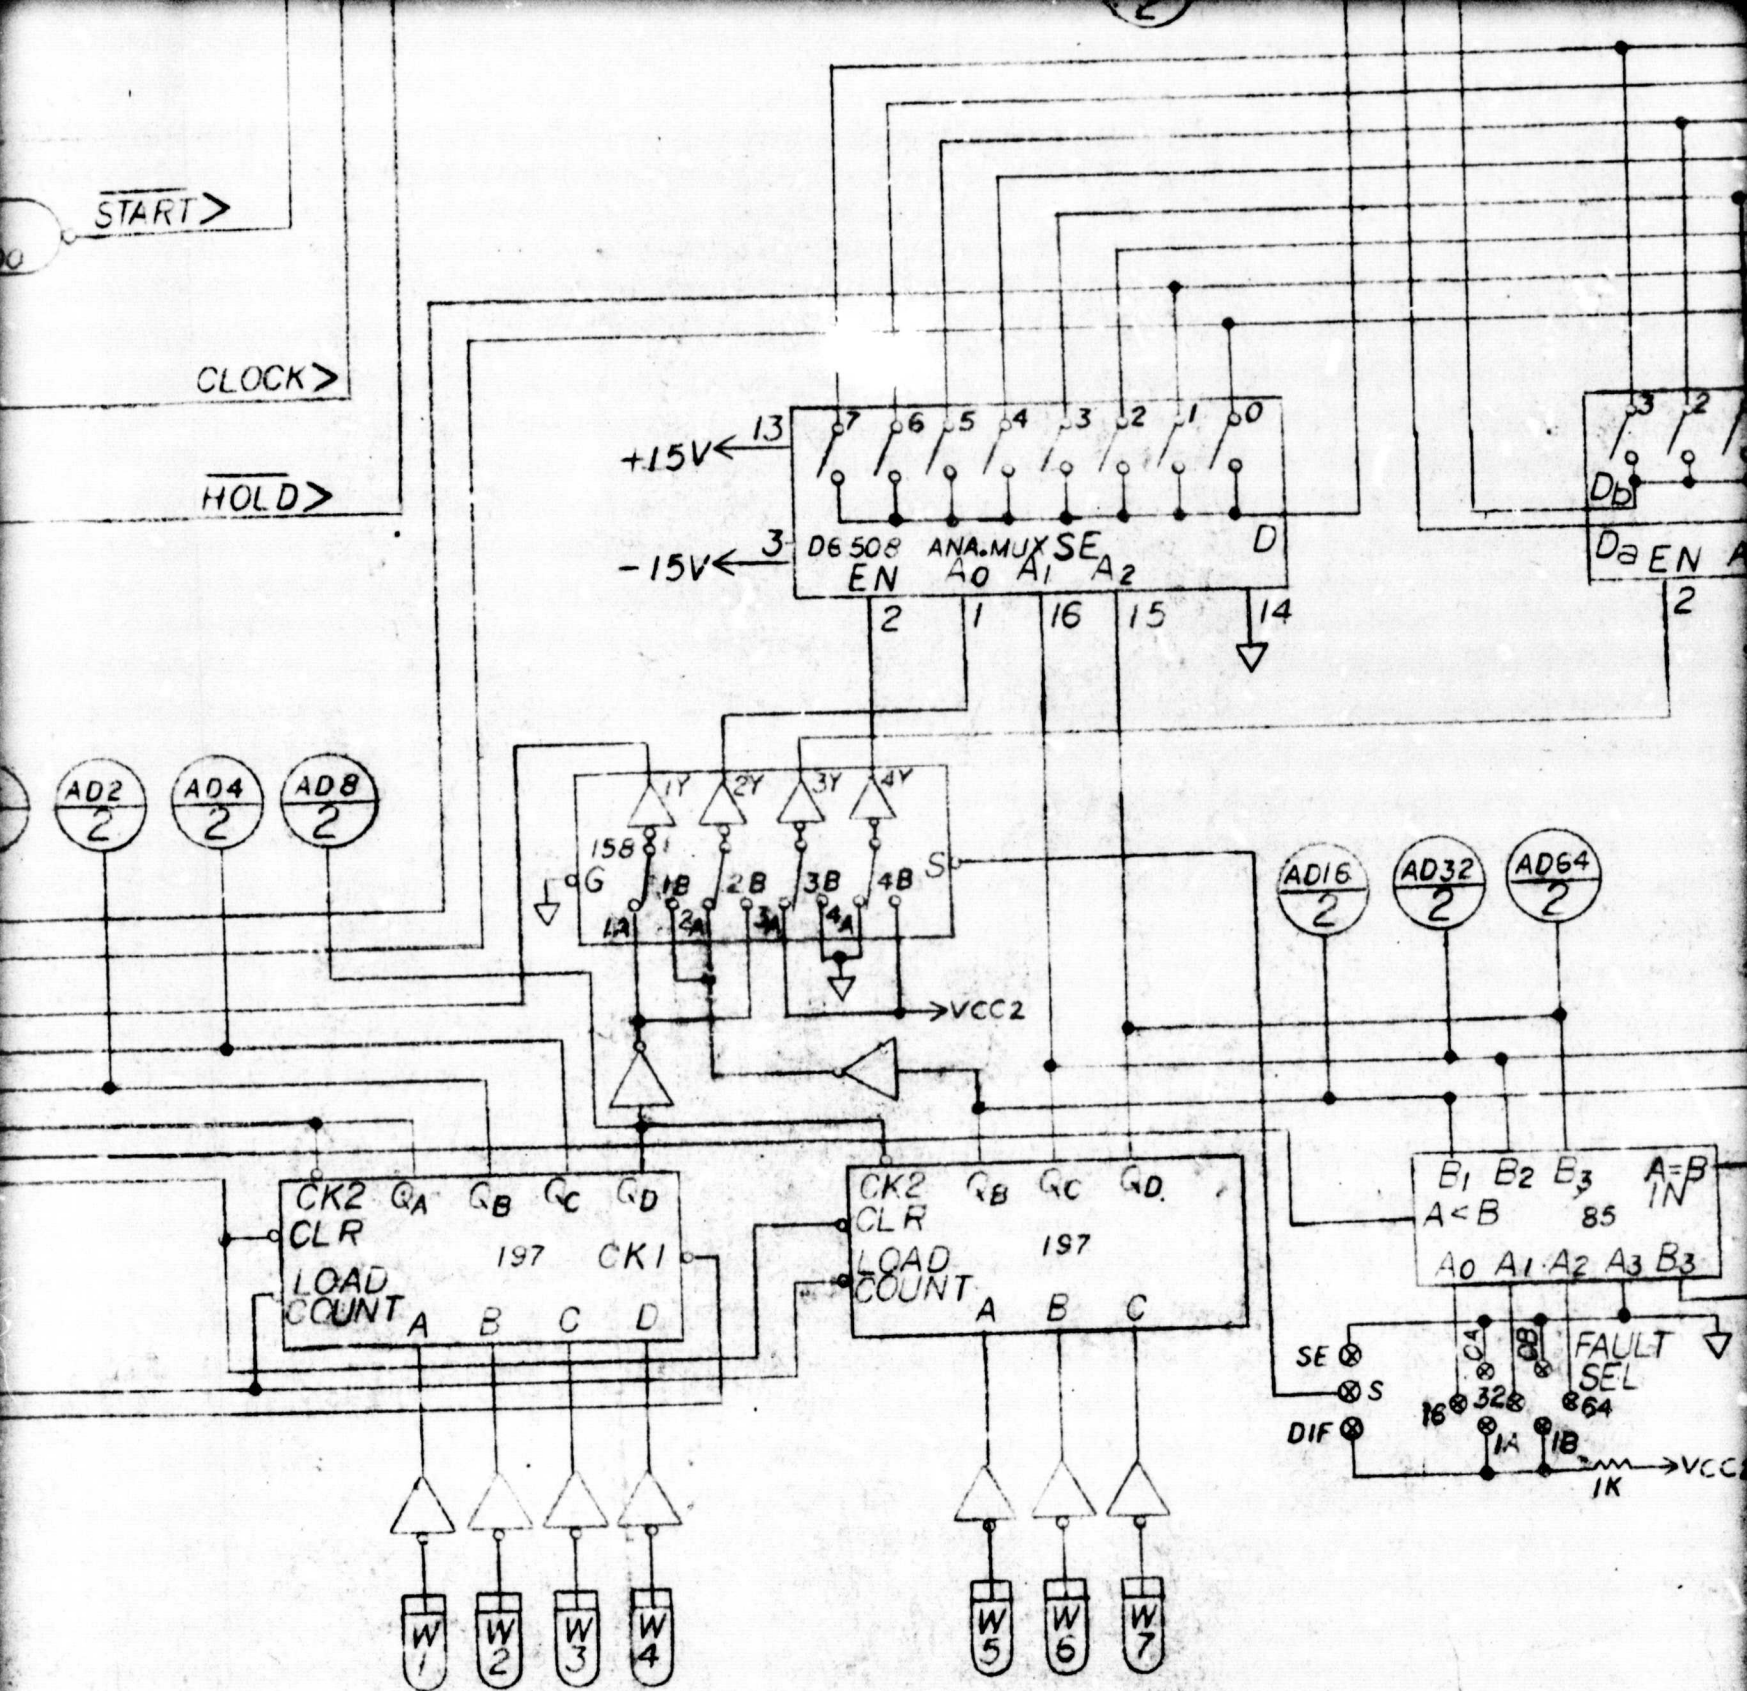 2
START>
CLOCK>
HOLD>
+15V
13
7 6 5 4 3 2 1 0
-15V
3
D6508 ANA.MUX SE
D
EN A0 A1 A2
2 1 16 15 14
3 2
Db
Da EN A
2
AD2
2
AD4
2
AD8
2
1Y 2Y 3Y 4Y
158 1
G
S
1B 2B 3B 4B
1A 2A 3A 4A
VCC2
AD16
2
AD32
2
AD64
2
CK2 QA QB QC QD
CLR
197 CK1
LOAD
COUNT
A B C D
CK2 QB QC QD
CLR
197
LOAD
COUNT
A B C
B1 B2 B3 A=B
IN
A<B 85
A0 A1 A2 A3 B3
SE
S
DIF
0A 0B
FAULT
SEL
16 32 64
1A 1B
1K
W
1
W
2
W
3
W
4
W
5
W
6
W
7